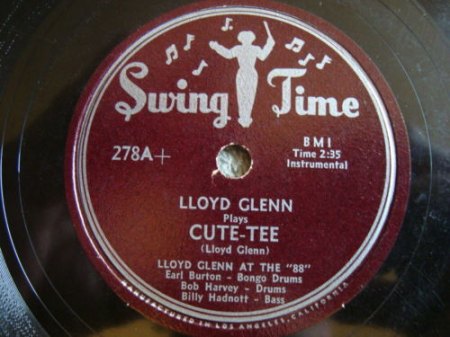 Swing Time
278A+
BMI
Time 2:35
Instrumental
LLOYD GLENN
Plays
CUTE-TEE
(Lloyd Glenn)
LLOYD GLENN AT THE "88"
Earl Burton - Bongo Drums
Bob Harvey - Drums
Billy Hadnott - Bass
MANUFACTURED IN LOS ANGELES, CALIFORNIA